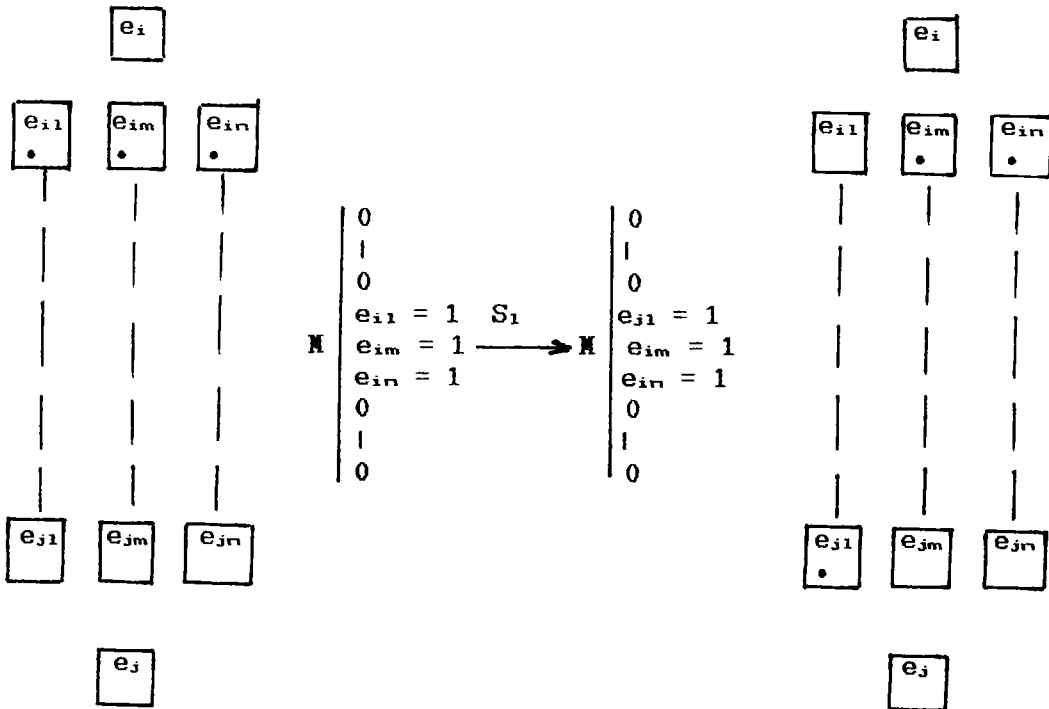 eᵢ eᵢ
eᵢ₁ eᵢₘ eᵢₙ eᵢ₁ eᵢₘ eᵢₙ
0 0
| |
0 0
eᵢ₁ = 1 S₁ eⱼ₁ = 1
M eᵢₘ = 1 M eᵢₘ = 1
eᵢₙ = 1 eᵢₙ = 1
0 0
| |
0 0
eⱼ₁ eⱼₘ eⱼₙ eⱼ₁ eⱼₘ eⱼₙ
eⱼ eⱼ